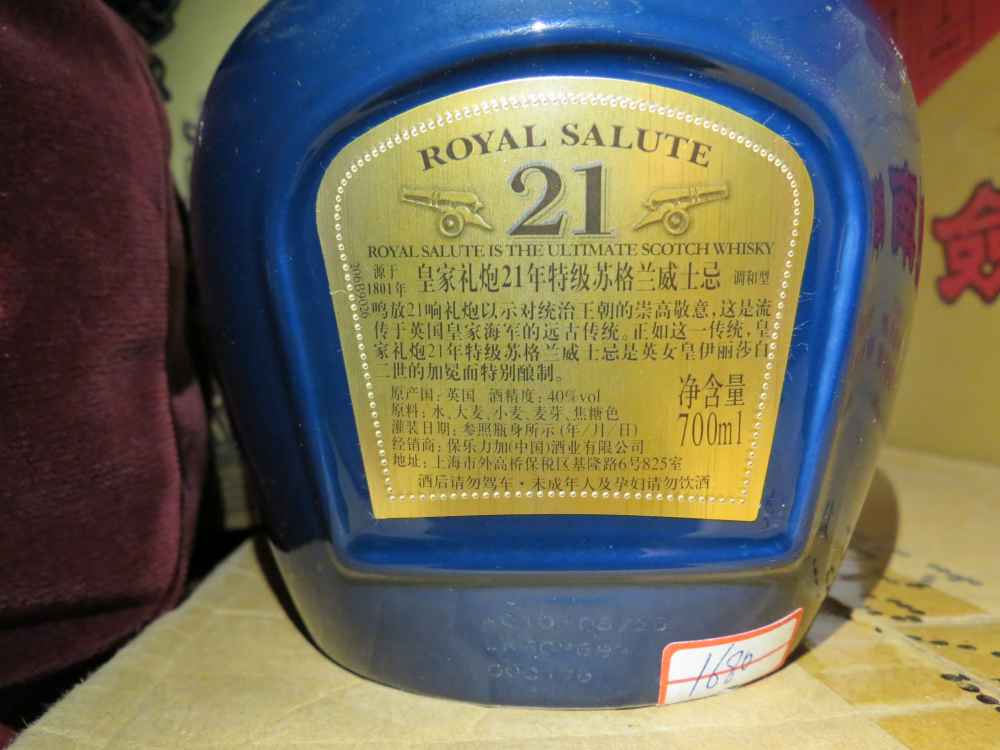 ROYAL SALUTE
21
ROYAL SALUTE IS THE ULTIMATE SCOTCH WHISKY
源于1801年 皇家礼炮21年特级苏格兰威士忌 调和型
鸣放21响礼炮以示对统治王朝的崇高敬意，这是流
传于英国皇家海军的远古传统。正如这一传统，皇
家礼炮21年特级苏格兰威士忌是英女皇伊丽莎白
二世的加冕而特别酿制。
原产国：英国 酒精度：40%vol
原料：水、大麦、小麦、麦芽、焦糖色
灌装日期：参照瓶身所示(年/月/日)
经销商：保乐力加(中国)酒业有限公司
地址：上海市外高桥保税区基隆路6号825室
净含量
700ml
酒后请勿驾车·未成年人及孕妇请勿饮酒
1680